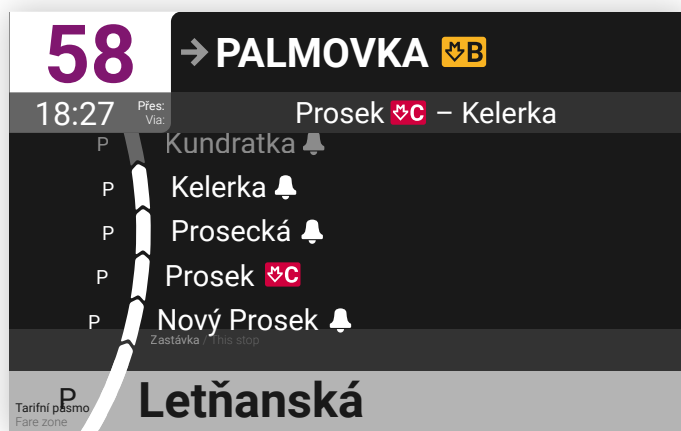 58 → PALMOVKA B
18:27 Přes: Via: Prosek C – Kelerka
P Kundratka
P Kelerka
P Prosecká
P Prosek C
P Nový Prosek
Zastávka / This stop
P Letňanská
Tarifní pásmo
Fare zone